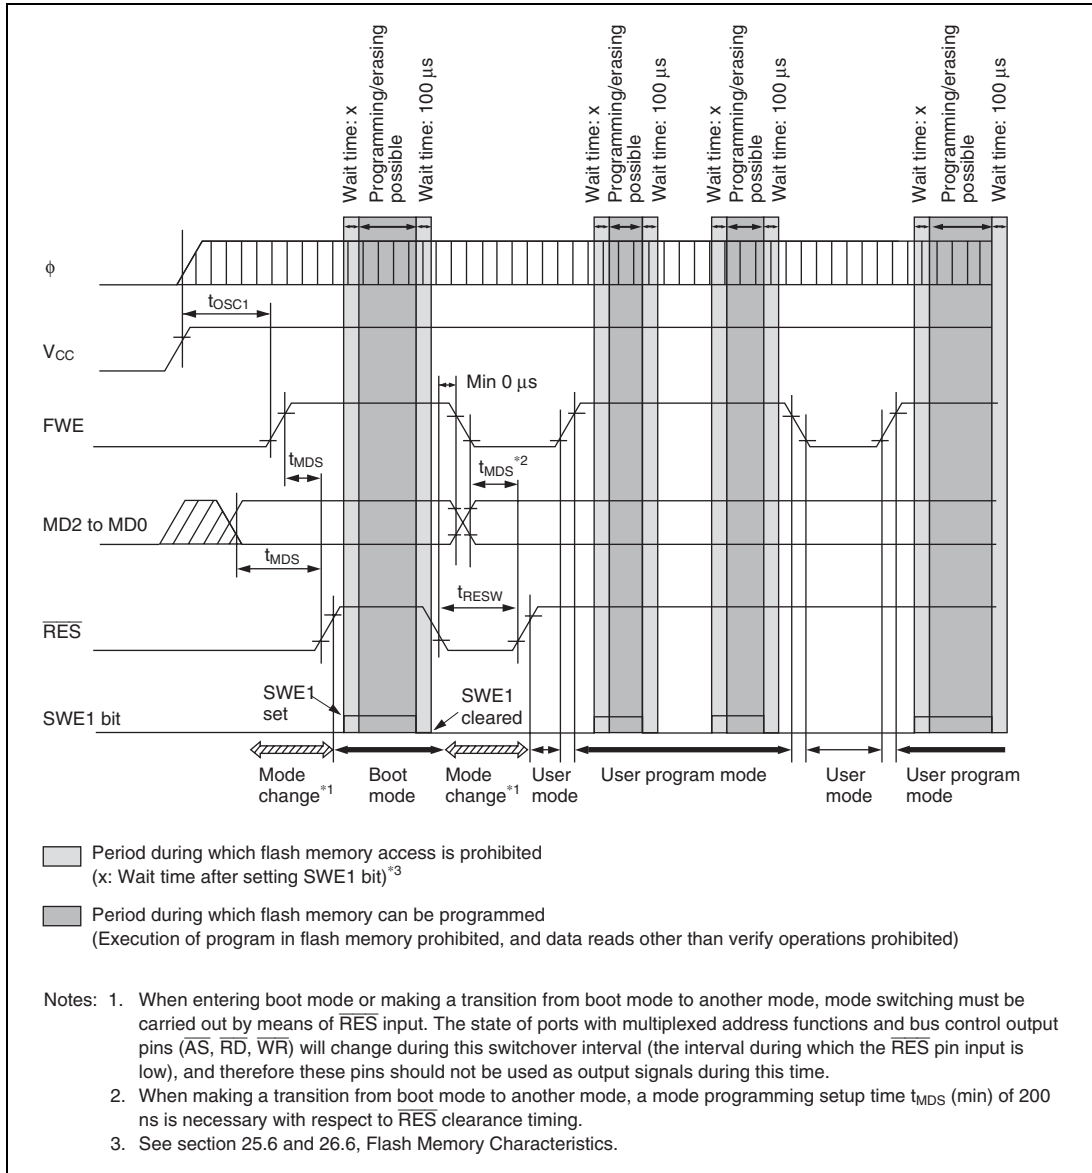 Wait time: x
Programming/erasing
possible
Wait time: 100 μs
Wait time: x
Programming/erasing
possible
Wait time: 100 μs
Wait time: x
Programming/erasing
possible
Wait time: 100 μs
Wait time: x
Programming/erasing
possible
Wait time: 100 μs
φ
tOSC1
VCC
Min 0 μs
FWE
tMDS
tMDS*2
MD2 to MD0
tMDS
tRESW
RES
SWE1
set
SWE1
cleared
SWE1 bit
Mode
change*1
Boot
mode
Mode
change*1
User
mode
User program mode
User
mode
User program
mode
Period during which flash memory access is prohibited
(x: Wait time after setting SWE1 bit)*3
Period during which flash memory can be programmed
(Execution of program in flash memory prohibited, and data reads other than verify operations prohibited)
Notes: 1. When entering boot mode or making a transition from boot mode to another mode, mode switching must be
carried out by means of RES input. The state of ports with multiplexed address functions and bus control output
pins (AS, RD, WR) will change during this switchover interval (the interval during which the RES pin input is
low), and therefore these pins should not be used as output signals during this time.
2. When making a transition from boot mode to another mode, a mode programming setup time tMDS (min) of 200
ns is necessary with respect to RES clearance timing.
3. See section 25.6 and 26.6, Flash Memory Characteristics.